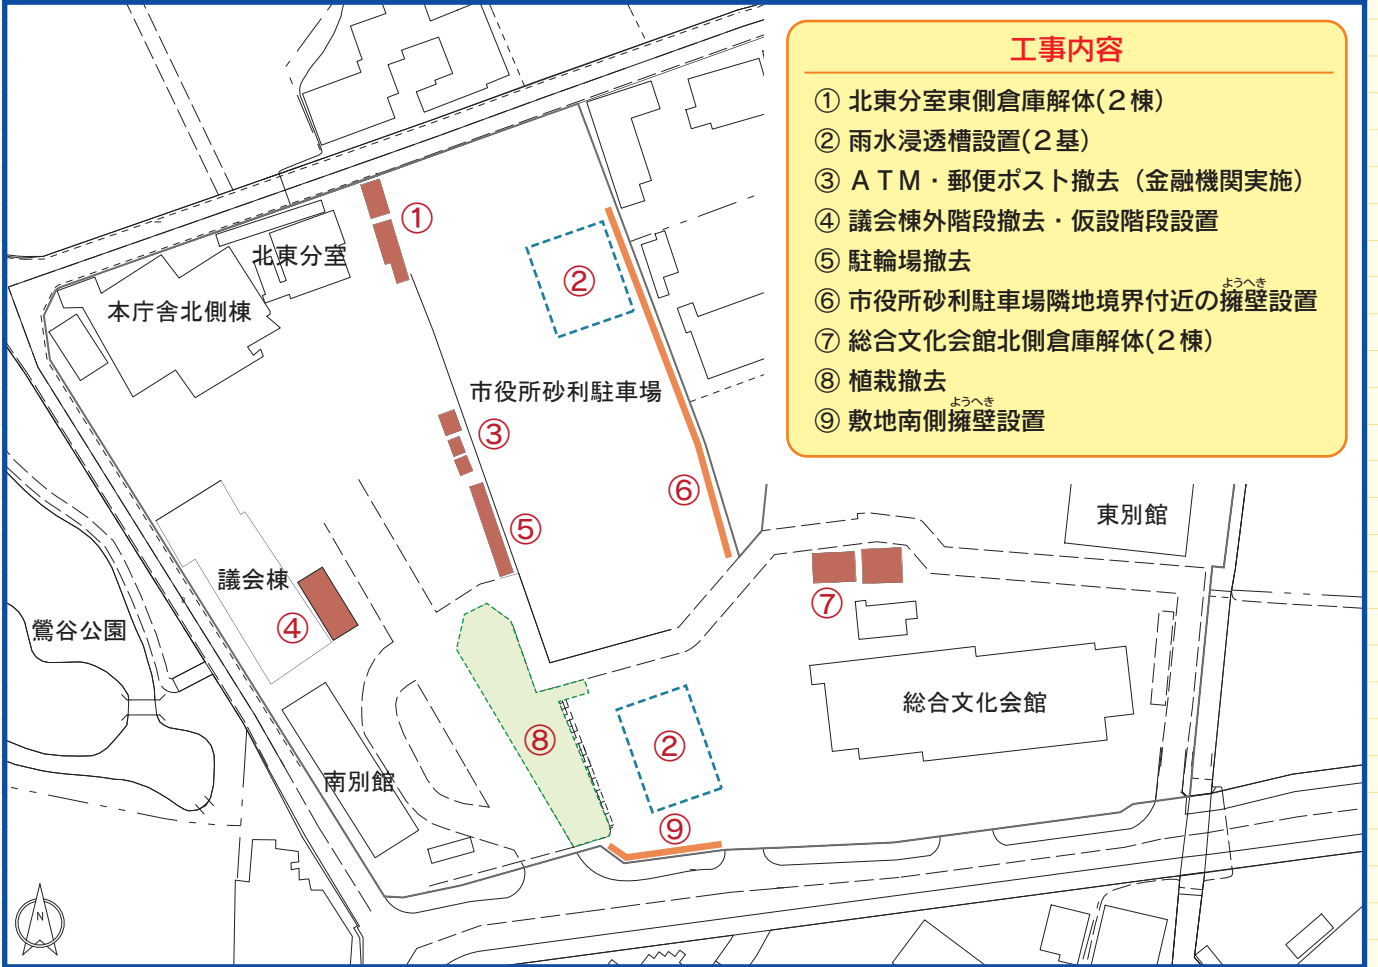 工事内容
① 北東分室東側倉庫解体(2棟)
② 雨水浸透槽設置(2基)
③ ATM・郵便ポスト撤去(金融機関実施)
④ 議会棟外階段撤去・仮設階段設置
⑤ 駐輪場撤去
ようへき
⑥ 市役所砂利駐車場隣地境界付近の擁壁設置
⑦ 総合文化会館北側倉庫解体(2棟)
⑧ 植栽撤去
ようへき
⑨ 敷地南側擁壁設置
①
北東分室
②
本庁舎北側棟
市役所砂利駐車場
③
⑥
⑤
東別館
議会棟
④
⑦
鶯谷公園
総合文化会館
⑧
②
南別館
⑨
N